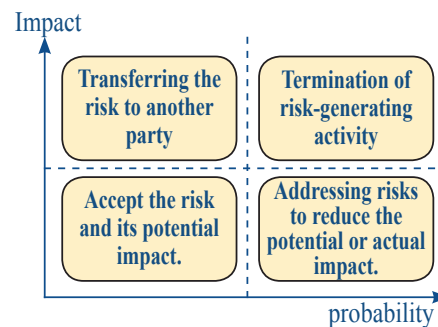 Impact
Transferring the
risk to another
party
Termination of
risk-generating
activity
Accept the risk
and its potential
impact.
Addressing risks
to reduce the
potential or actual
impact.
probability